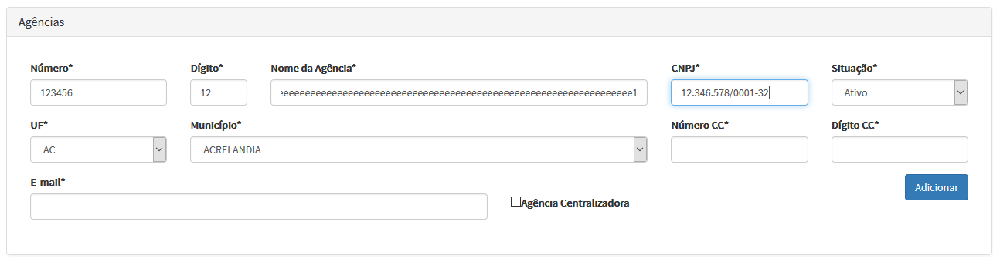 Agências
Número* Dígito* Nome da Agência* CNPJ* Situação*
123456 12 eeeeeeeeeeeeeeeeeeeeeeeeeeeeeeeeeeeeeeeeeeeeeeeeeeeeeeeeeeeeeeeeee1 12.346.578/0001-32 Ativo
UF* Município* Número CC* Dígito CC*
AC ACRELANDIA
E-mail*
Adicionar
Agência Centralizadora